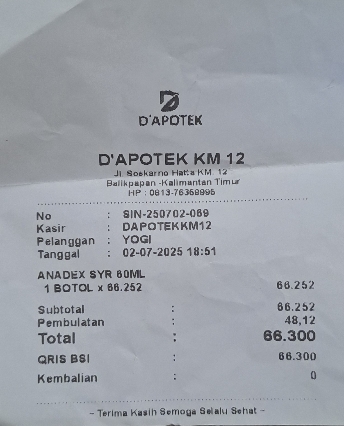 D'APOTEK
D'APOTEK KM 12
Jl. Soekarno Hatta KM. 12
Balikpapan -Kalimantan Timur
HP : 0813-76369995
No : SIN-250702-069
Kasir : DAPOTEKKM12
Pelanggan : YOGI
Tanggal : 02-07-2025 18:51
ANADEX SYR 60ML
1 BOTOL x 66.252 66.252
Subtotal : 66.252
Pembulatan : 48,12
Total : 66.300
QRIS BSI : 66.300
Kembalian : 0
- Terima Kasih Semoga Selalu Sehat -